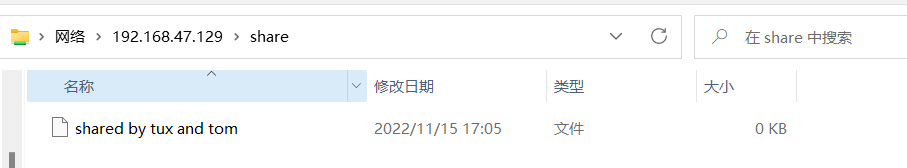 网络 192.168.47.129 share 在 share 中搜索
名称 修改日期 类型 大小
shared by tux and tom 2022/11/15 17:05 文件 0 KB